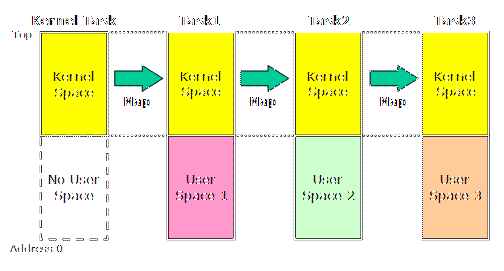 Kernel Task
Task1
Task2
Task3
Top
Kernel
Space
Map
Kernel
Space
Map
Kernel
Space
Map
Kernel
Space
No User
Space
User
Space 1
User
Space 2
User
Space 3
Address 0